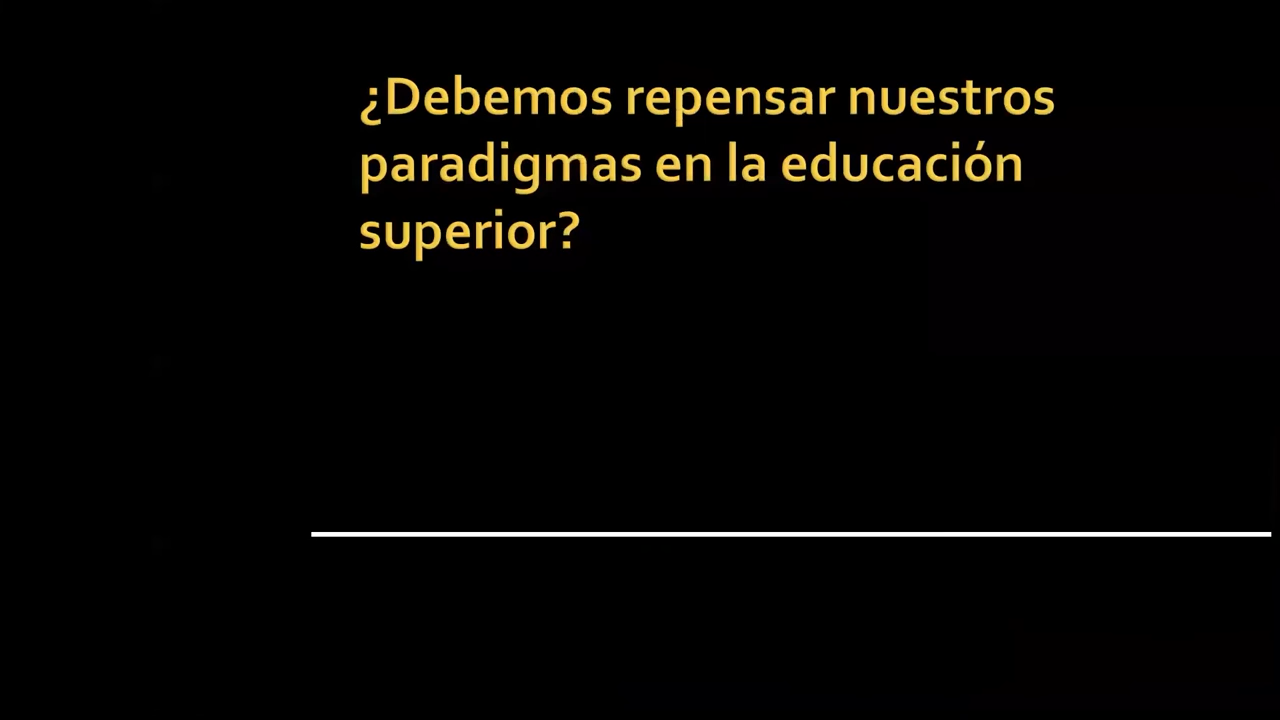 ¿Debemos repensar nuestros
paradigmas en la educación
superior?